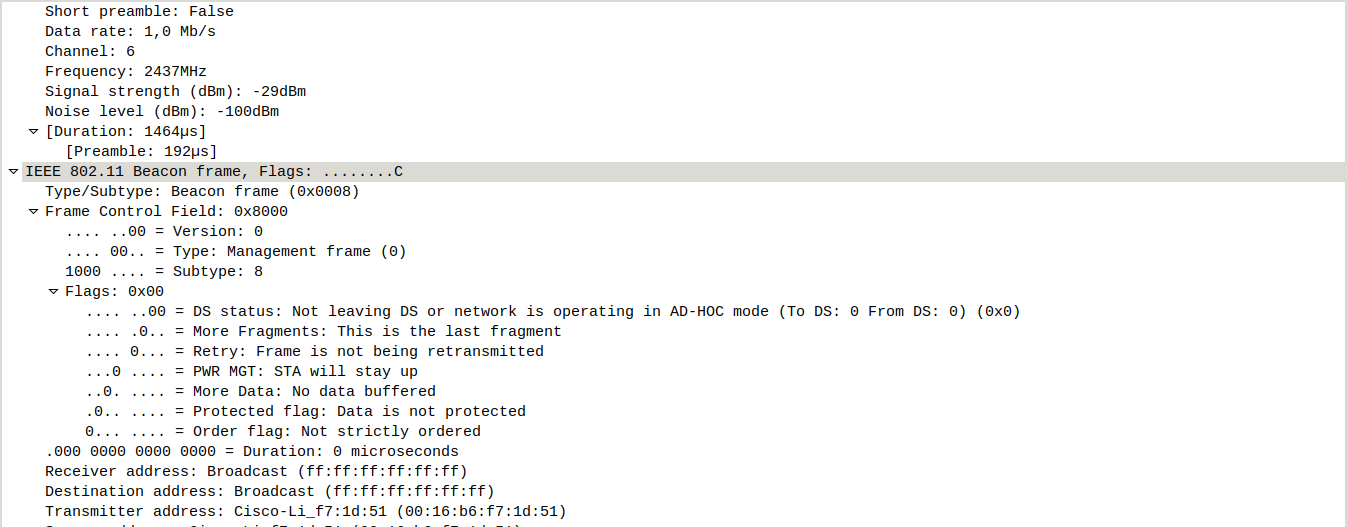 Short preamble: False
Data rate: 1,0 Mb/s
Channel: 6
Frequency: 2437MHz
Signal strength (dBm): -29dBm
Noise level (dBm): -100dBm
[Duration: 1464µs]
[Preamble: 192µs]
IEEE 802.11 Beacon frame, Flags: ........C
Type/Subtype: Beacon frame (0x0008)
Frame Control Field: 0x8000
.... ..00 = Version: 0
.... 00.. = Type: Management frame (0)
1000 .... = Subtype: 8
Flags: 0x00
.... ..00 = DS status: Not leaving DS or network is operating in AD-HOC mode (To DS: 0 From DS: 0) (0x0)
.... .0.. = More Fragments: This is the last fragment
.... 0... = Retry: Frame is not being retransmitted
...0 .... = PWR MGT: STA will stay up
..0. .... = More Data: No data buffered
.0.. .... = Protected flag: Data is not protected
0... .... = Order flag: Not strictly ordered
.000 0000 0000 0000 = Duration: 0 microseconds
Receiver address: Broadcast (ff:ff:ff:ff:ff:ff)
Destination address: Broadcast (ff:ff:ff:ff:ff:ff)
Transmitter address: Cisco-Li_f7:1d:51 (00:16:b6:f7:1d:51)